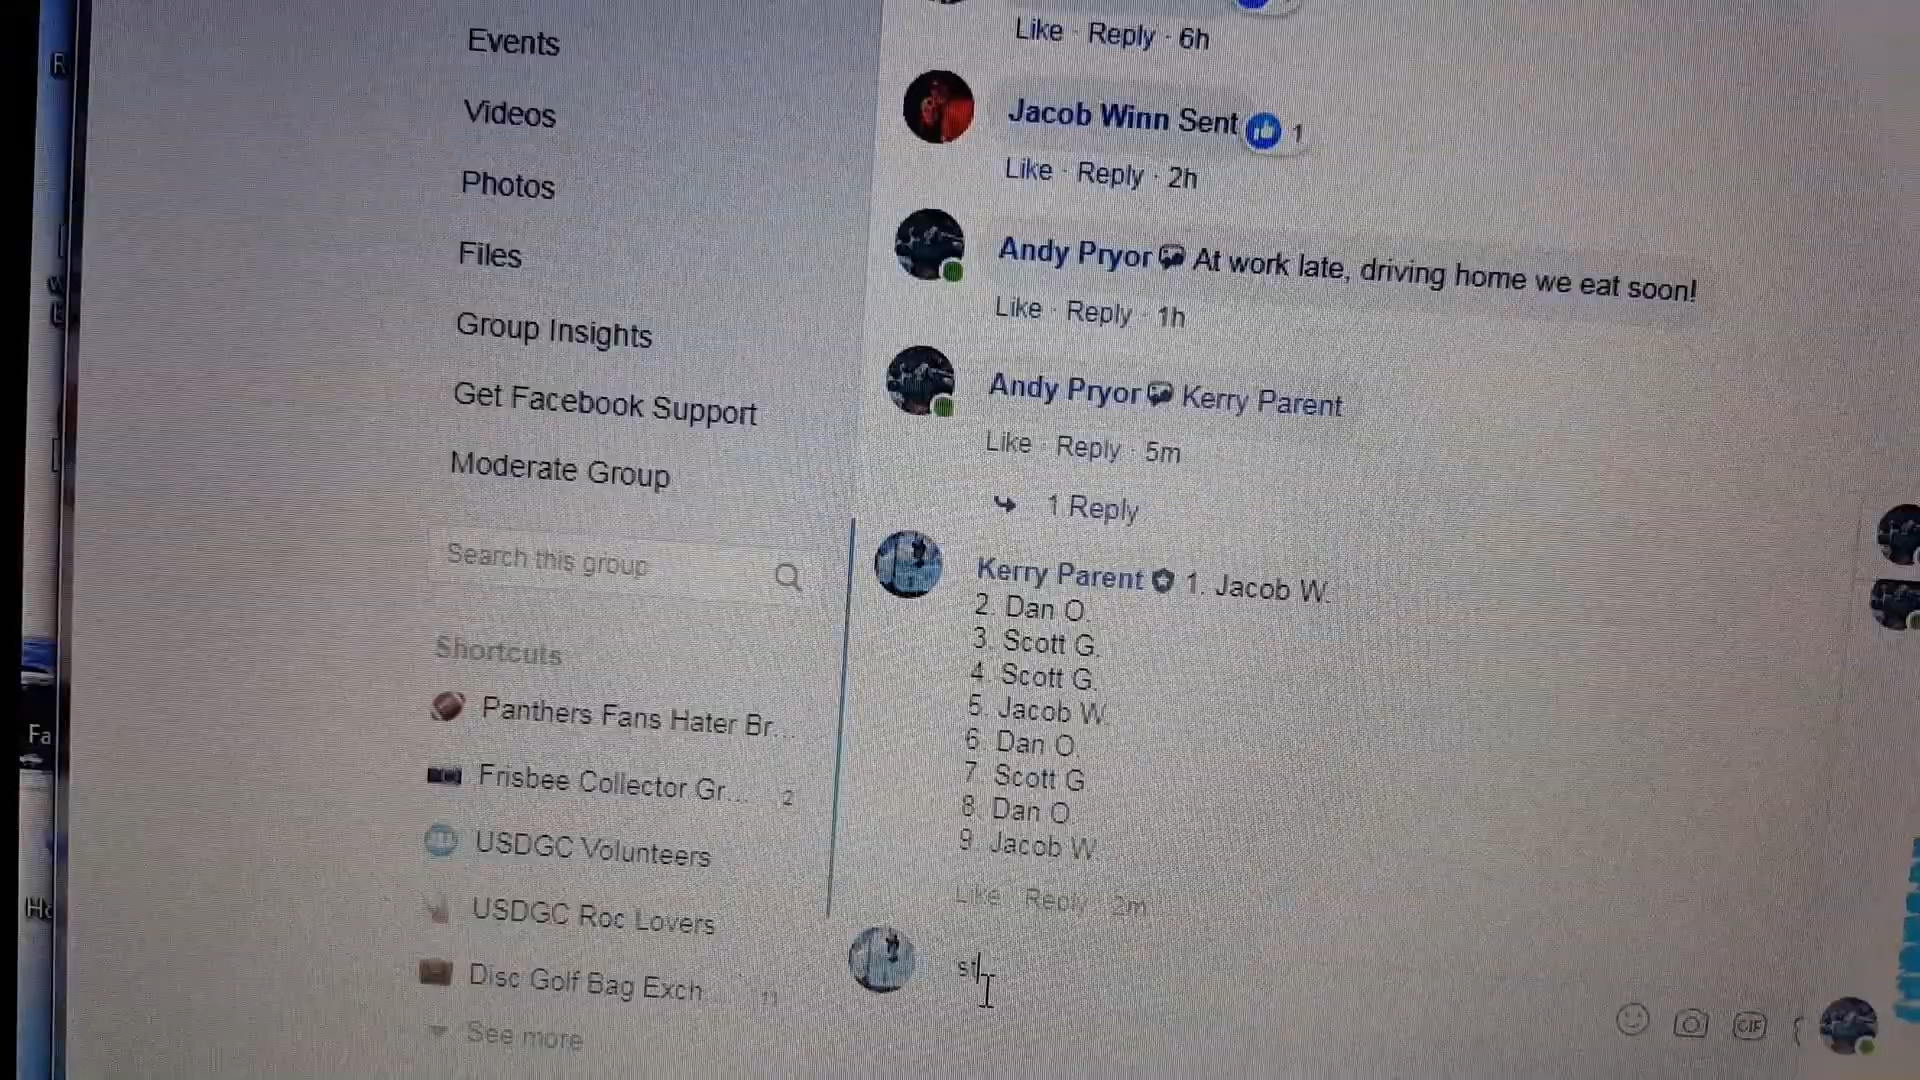 Events
Videos
Photos
Files
Group Insights
Get Facebook Support
Moderate Group
Search this group
Shortcuts
Panthers Fans Hater Br...
Frisbee Collector Gr... 2
USDGC Volunteers
USDGC Roc Lovers
Disc Golf Bag Exch 11
See more
Like · Reply · 6h
Jacob Winn Sent 1
Like · Reply · 2h
Andy Pryor At work late, driving home we eat soon!
Like · Reply · 1h
Andy Pryor Kerry Parent
Like · Reply · 5m
1 Reply
Kerry Parent 1. Jacob W.
2. Dan O.
3. Scott G.
4. Scott G.
5. Jacob W.
6. Dan O.
7. Scott G
8. Dan O.
9. Jacob W.
Like Reply 2m
st
GIF
Fa